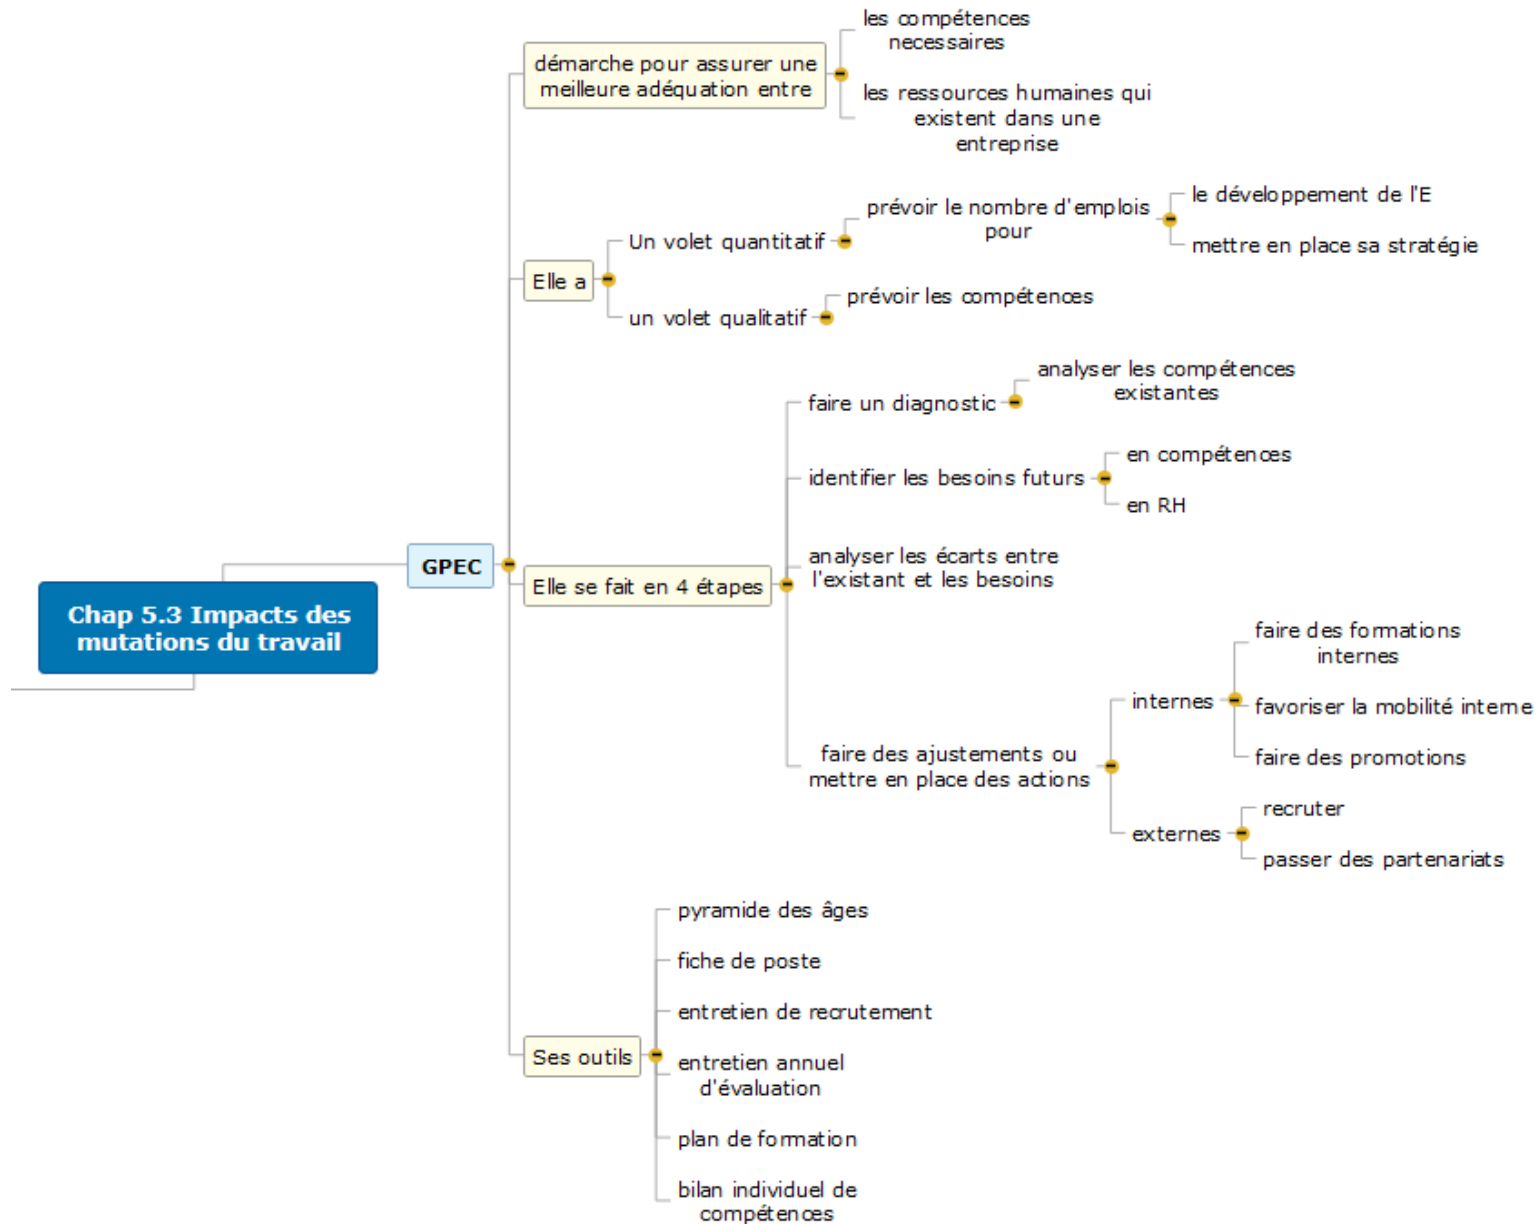 Chap 5.3 Impacts des
mutations du travail
GPEC
démarche pour assurer une
meilleure adéquation entre
les compétences
necessaires
les ressources humaines qui
existent dans une
entreprise
Elle a
Un volet quantitatif
prévoir le nombre d'emplois
pour
le développement de l'E
mettre en place sa stratégie
un volet qualitatif
prévoir les compétences
Elle se fait en 4 étapes
faire un diagnostic
analyser les compétences
existantes
identifier les besoins futurs
en compétences
en RH
analyser les écarts entre
l'existant et les besoins
faire des ajustements ou
mettre en place des actions
internes
faire des formations
internes
favoriser la mobilité interne
faire des promotions
externes
recruter
passer des partenariats
Ses outils
pyramide des âges
fiche de poste
entretien de recrutement
entretien annuel
d'évaluation
plan de formation
bilan individuel de
compétences